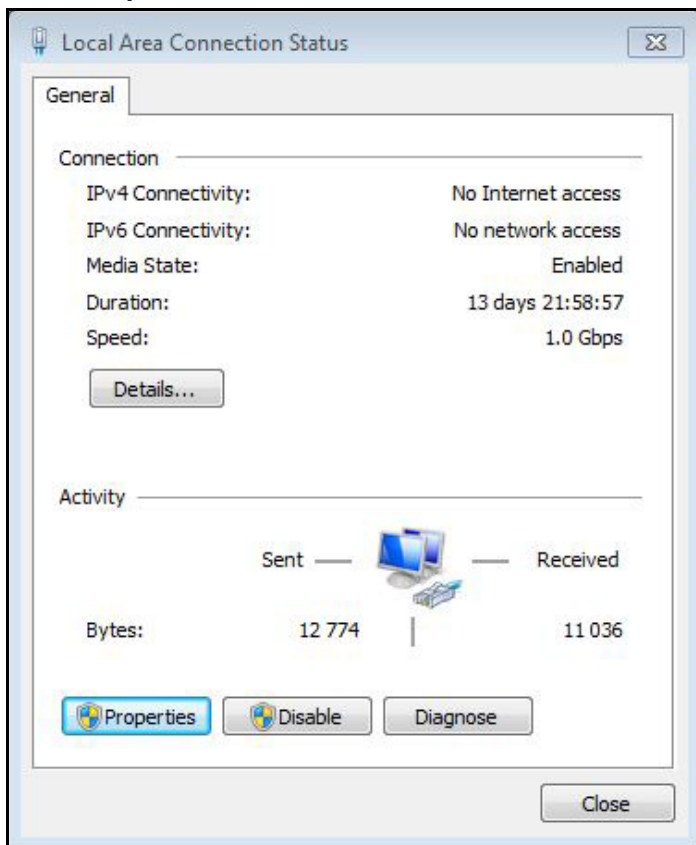 Local Area Connection Status
General
Connection
IPv4 Connectivity: No Internet access
IPv6 Connectivity: No network access
Media State: Enabled
Duration: 13 days 21:58:57
Speed: 1.0 Gbps
Details...
Activity
Sent Received
Bytes: 12 774 11 036
Properties Disable Diagnose
Close